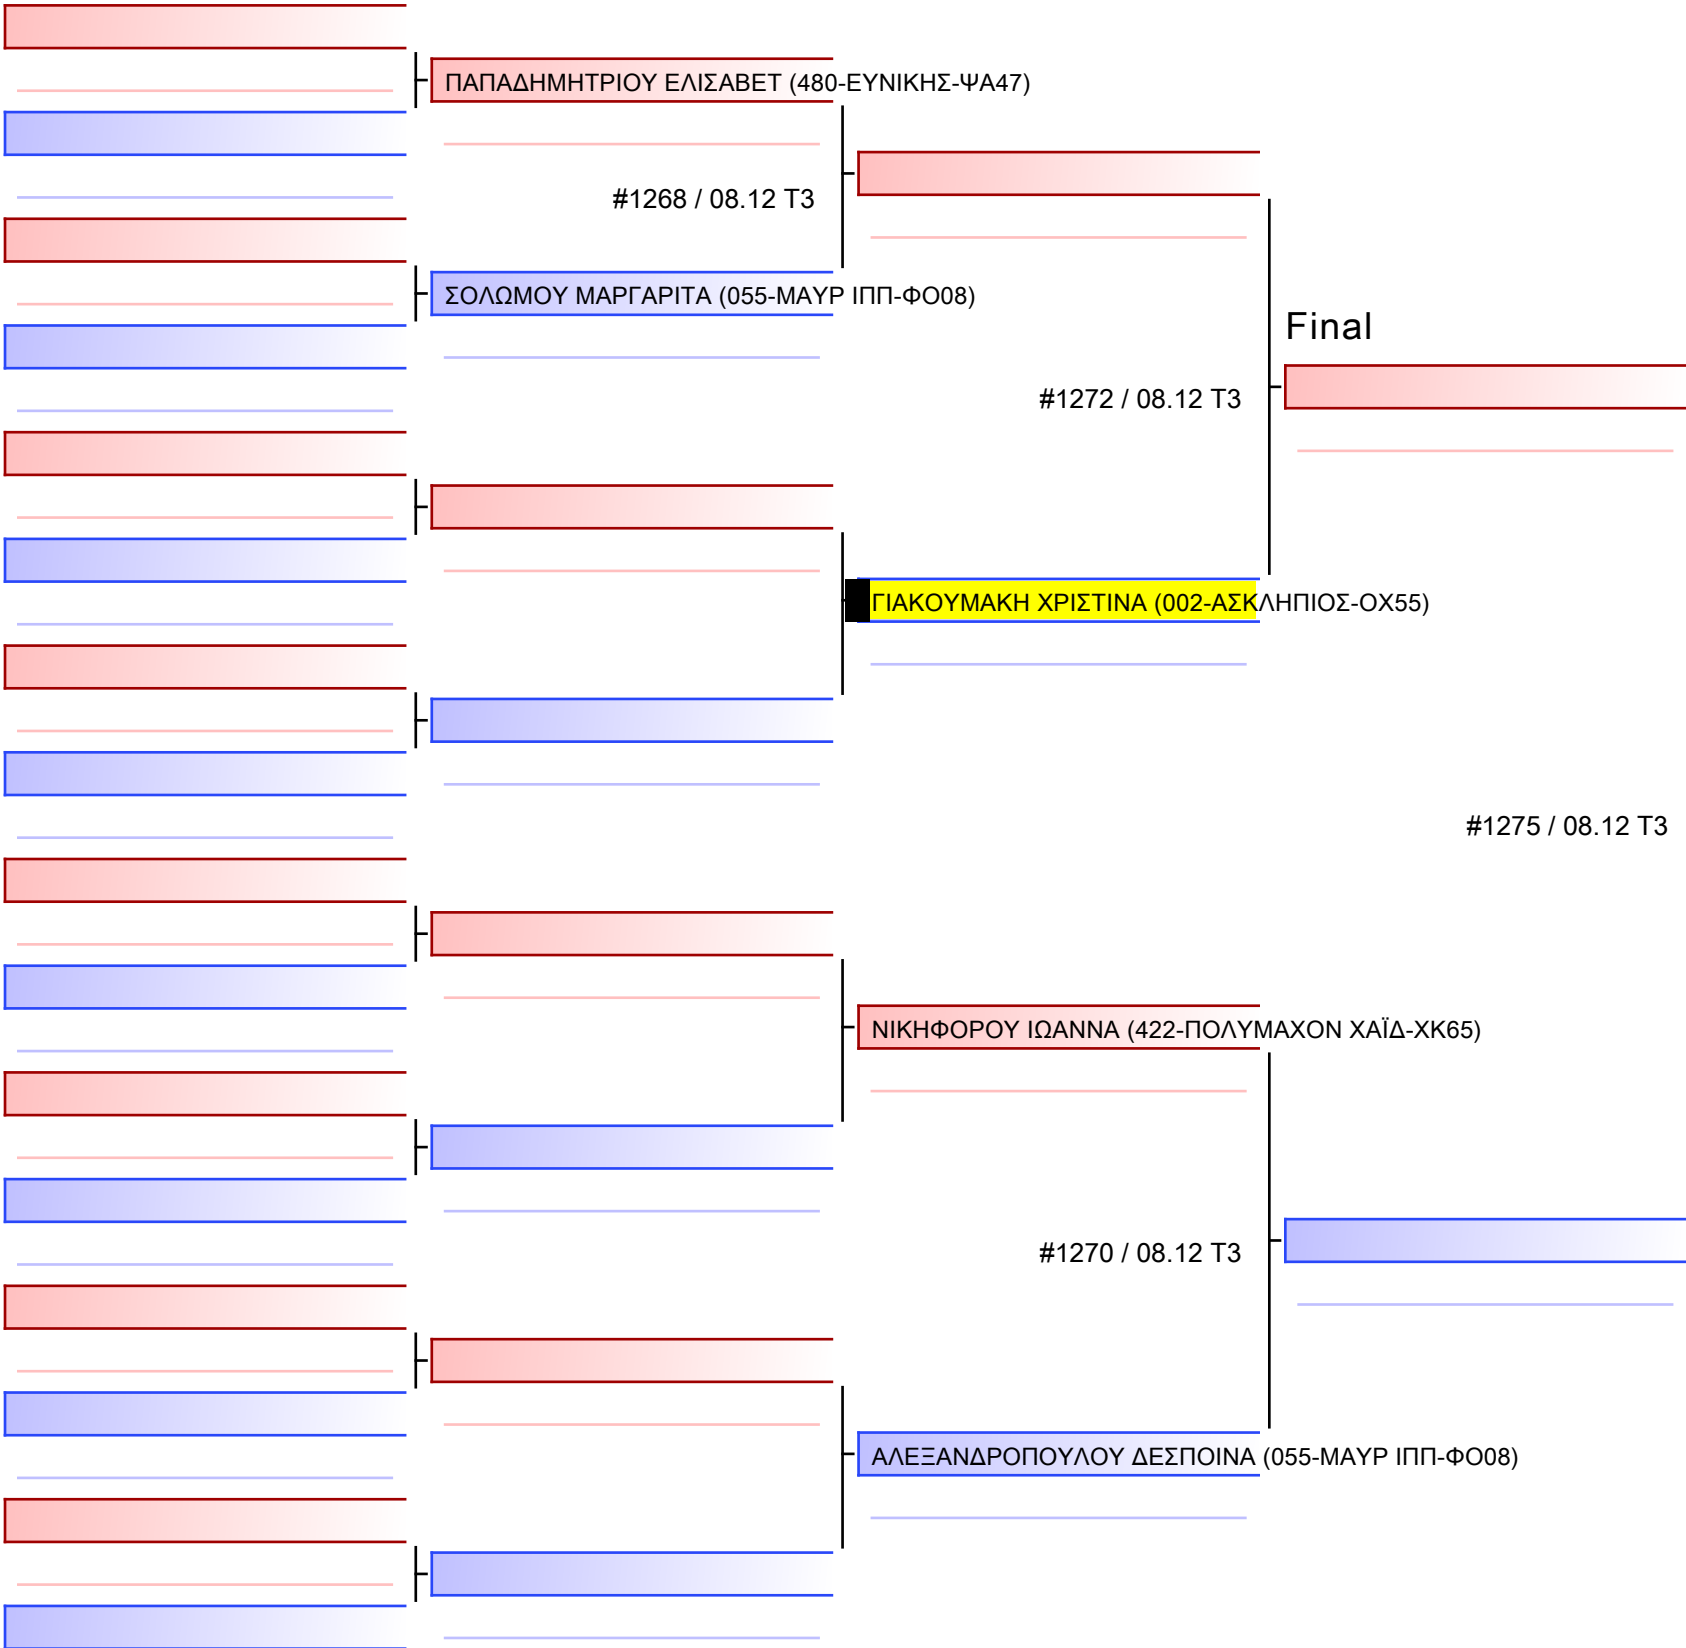 ΠΑΠΑΔΗΜΗΤΡΙΟΥ ΕΛΙΣΑΒΕΤ (480-ΕΥΝΙΚΗΣ-ΨΑ47)
#1268 / 08.12 T3
ΣΟΛΩΜΟΥ ΜΑΡΓΑΡΙΤΑ (055-ΜΑΥΡ ΙΠΠ-ΦΟ08)
Final
#1272 / 08.12 T3
ΓΙΑΚΟΥΜΑΚΗ ΧΡΙΣΤΙΝΑ (002-ΑΣΚΛΗΠΙΟΣ-ΟΧ55)
#1275 / 08.12 T3
ΝΙΚΗΦΟΡΟΥ ΙΩΑΝΝΑ (422-ΠΟΛΥΜΑΧΟΝ ΧΑΪΔ-ΧΚ65)
#1270 / 08.12 T3
ΑΛΕΞΑΝΔΡΟΠΟΥΛΟΥ ΔΕΣΠΟΙΝΑ (055-ΜΑΥΡ ΙΠΠ-ΦΟ08)